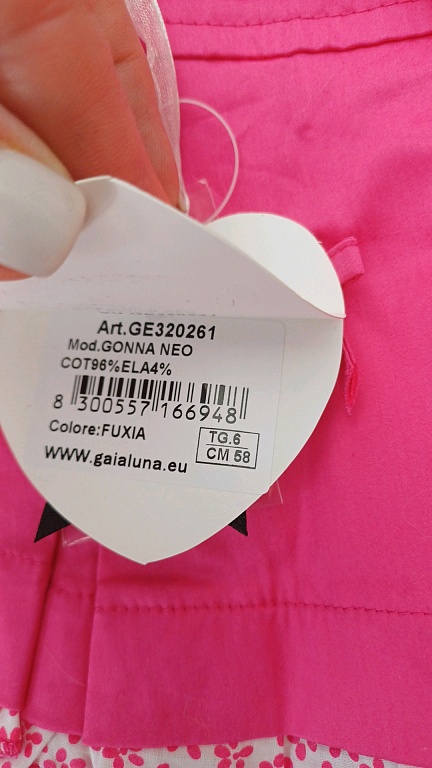 Art.GE320261
Mod.GONNA NEO
COT96%ELA4%
8 300557 166948
Colore:FUXIA
TG.6
CM 58
www.gaialuna.eu